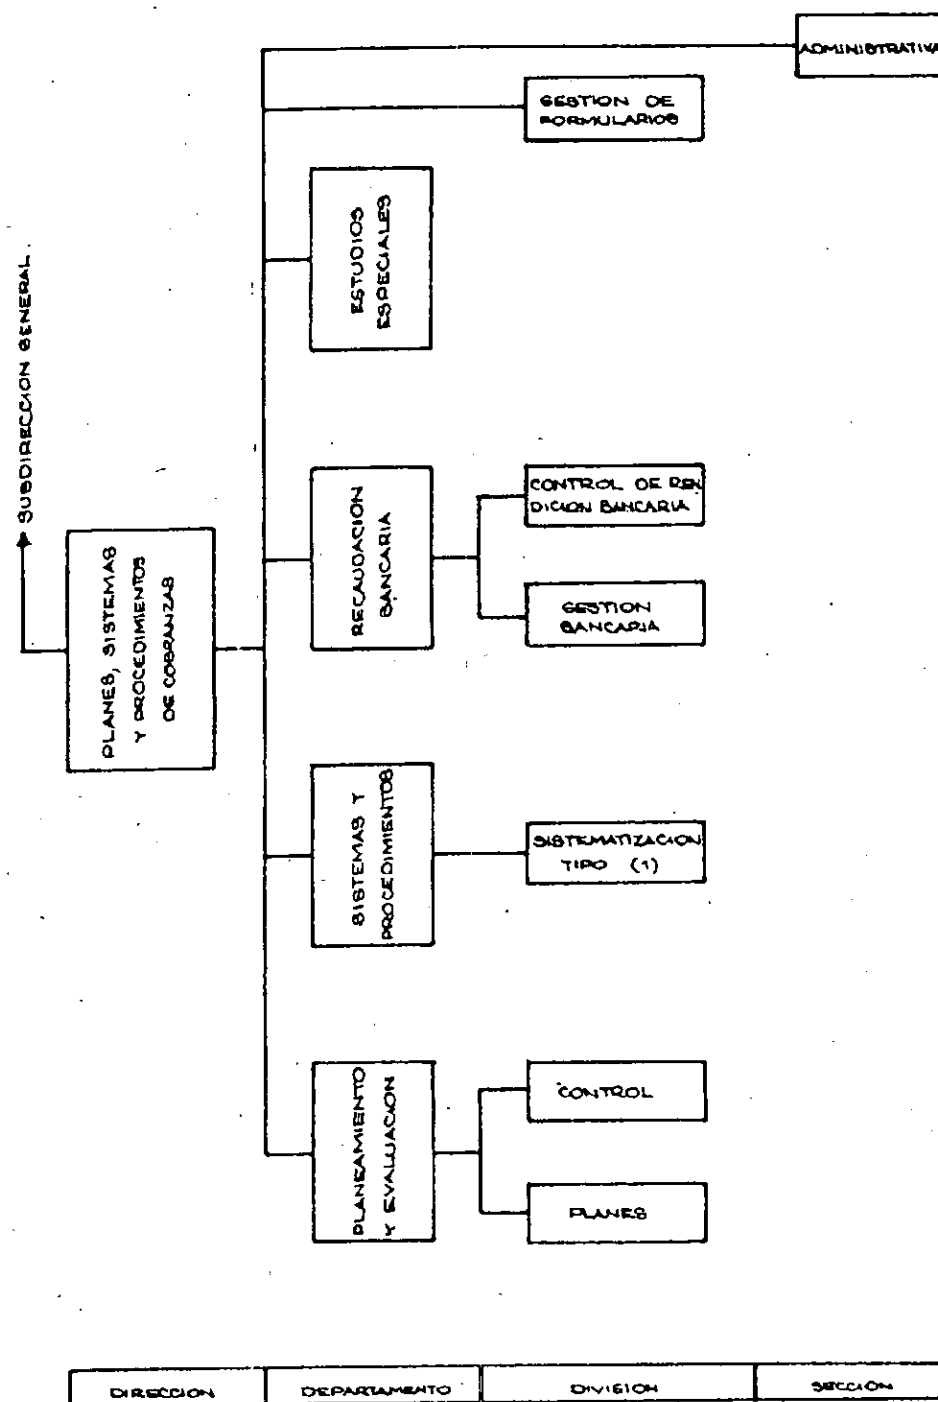 ADMINISTRATIVA
GESTION DE
FORMULARIOS
ESTUDIOS
ESPECIALES
SUBDIRECCION GENERAL.
CONTROL DE REN
DICION BANCARIA
RECAUDACION
BANCARIA
GESTION
BANCARIA
PLANES, SISTEMAS
Y PROCEDIMIENTOS
DE COBRANZAS
SISTEMAS Y
PROCEDIMIENTOS
SISTEMATIZACION
TIPO (1)
PLANEAMIENTO
Y EVALUACION
CONTROL
PLANES
DIRECCION
DEPARTAMENTO
DIVISION
SECCION